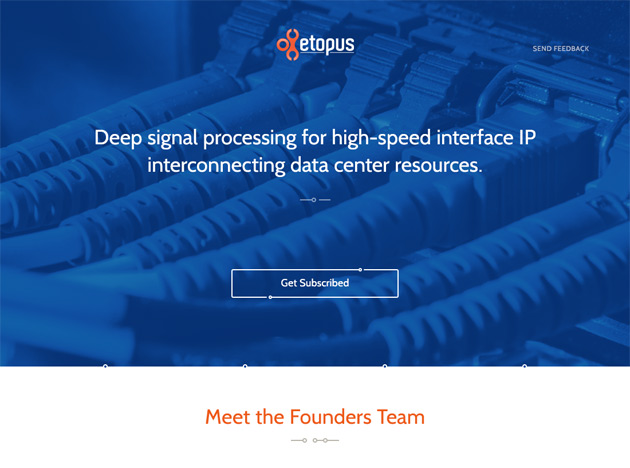 etopus
SEND FEEDBACK
Deep signal processing for high-speed interface IP
interconnecting data center resources.
Get Subscribed
Meet the Founders Team